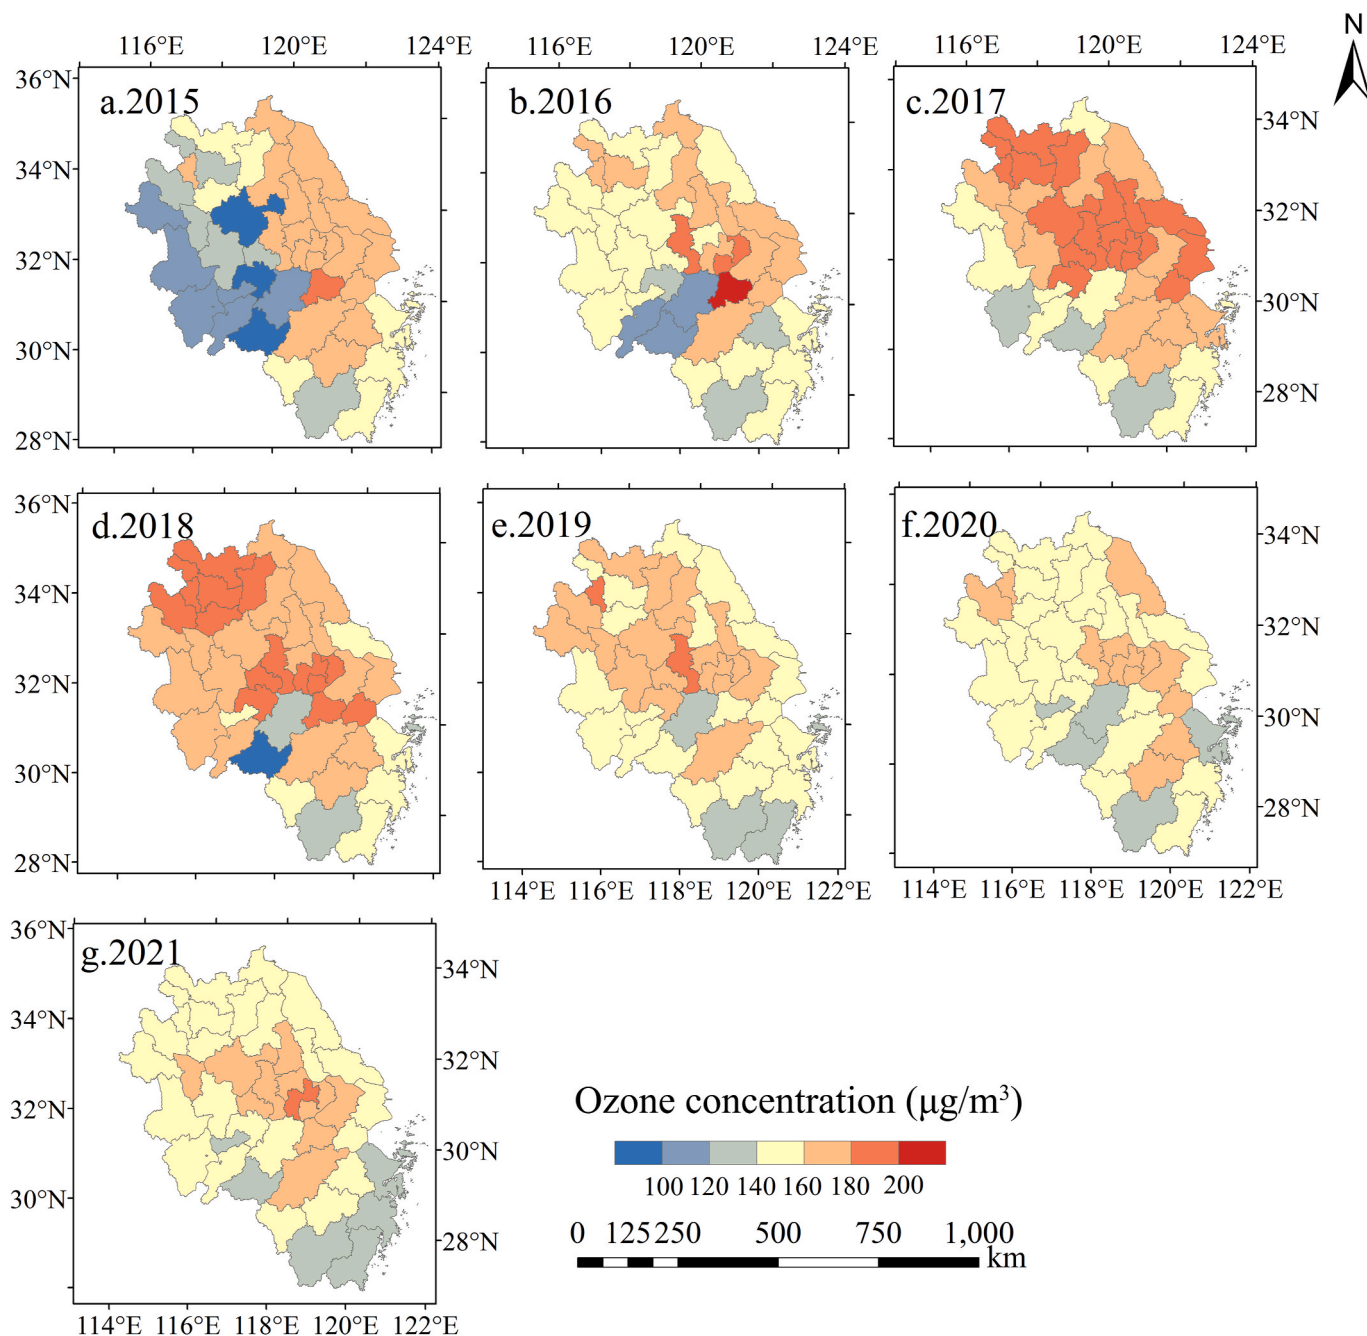 116°E 120°E 124°E 116°E 120°E 124°E 116°E 120°E 124°E N
36°N
a.2015 b.2016 c.2017
34°N
34°N
32°N
32°N
30°N
30°N
28°N
28°N
36°N
d.2018 e.2019 f.2020
34°N
34°N
32°N
32°N
30°N
30°N
28°N
28°N
114°E 116°E 118°E 120°E 122°E 114°E 116°E 118°E 120°E 122°E
36°N
g.2021
34°N
34°N
32°N
32°N
30°N
30°N
28°N
114°E 116°E 118°E 120°E 122°E
Ozone concentration (μg/m³)
100 120 140 160 180 200
0 125 250 500 750 1,000
km